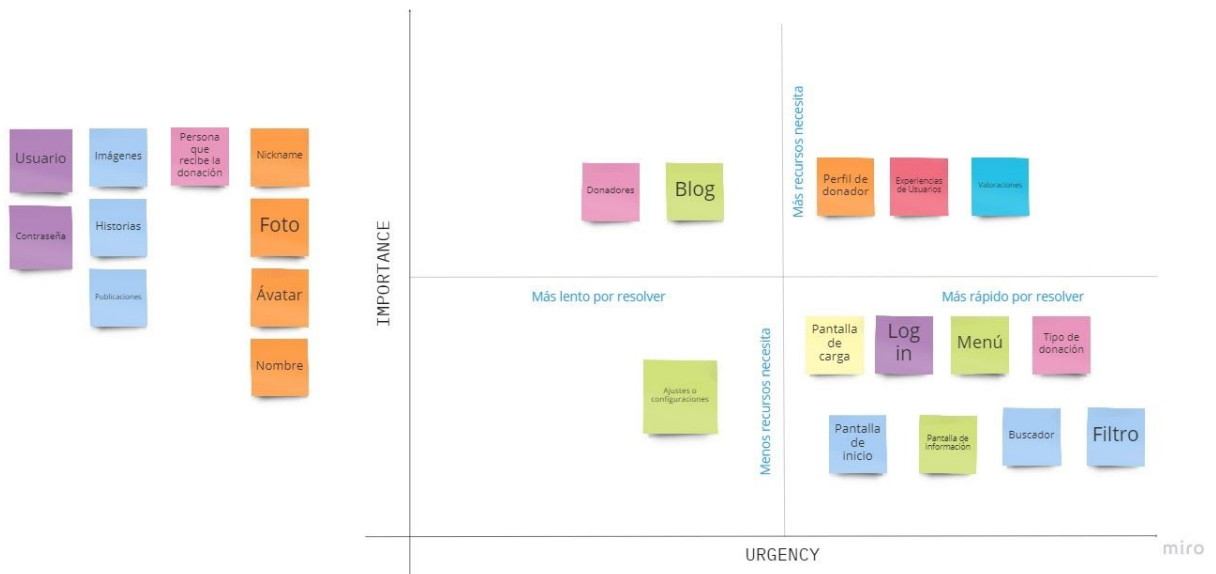 Usuario
Contraseña
Imágenes
Historias
Publicaciones
Persona
que
recibe la
donación
Nickname
Foto
Ávatar
Nombre
IMPORTANCE
Donadores
Blog
Más recursos necesita
Perfil de
donador
Experiencias
de Usuarios
Valoraciones
Más lento por resolver
Más rápido por resolver
Ajustes o
configuraciones
Menos recursos necesita
Pantalla
de
carga
Log
in
Menú
Tipo de
donación
Pantalla
de
inicio
Pantalla de
información
Buscador
Filtro
URGENCY
miro